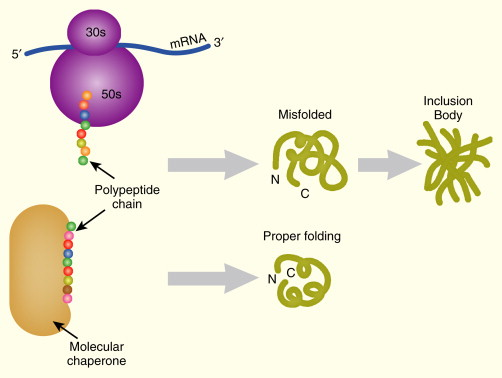 30s
5′
mRNA
3′
50s
Misfolded
N
C
Inclusion
Body
Polypeptide
chain
Proper folding
N
C
Molecular
chaperone